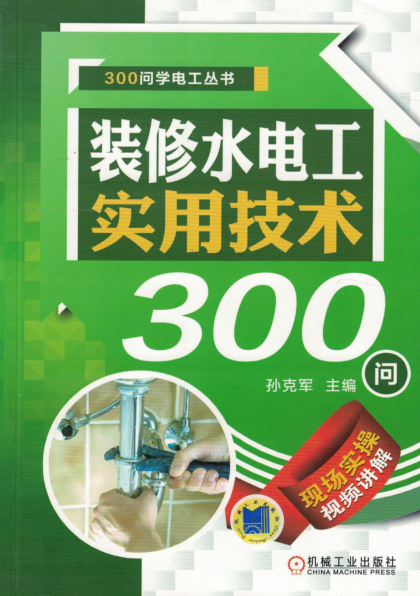 300问学电工丛书
装修水电工
实用技术
300
问
孙克军 主编
现场实操
视频讲解
机械工业出版社
CHINA MACHINE PRESS